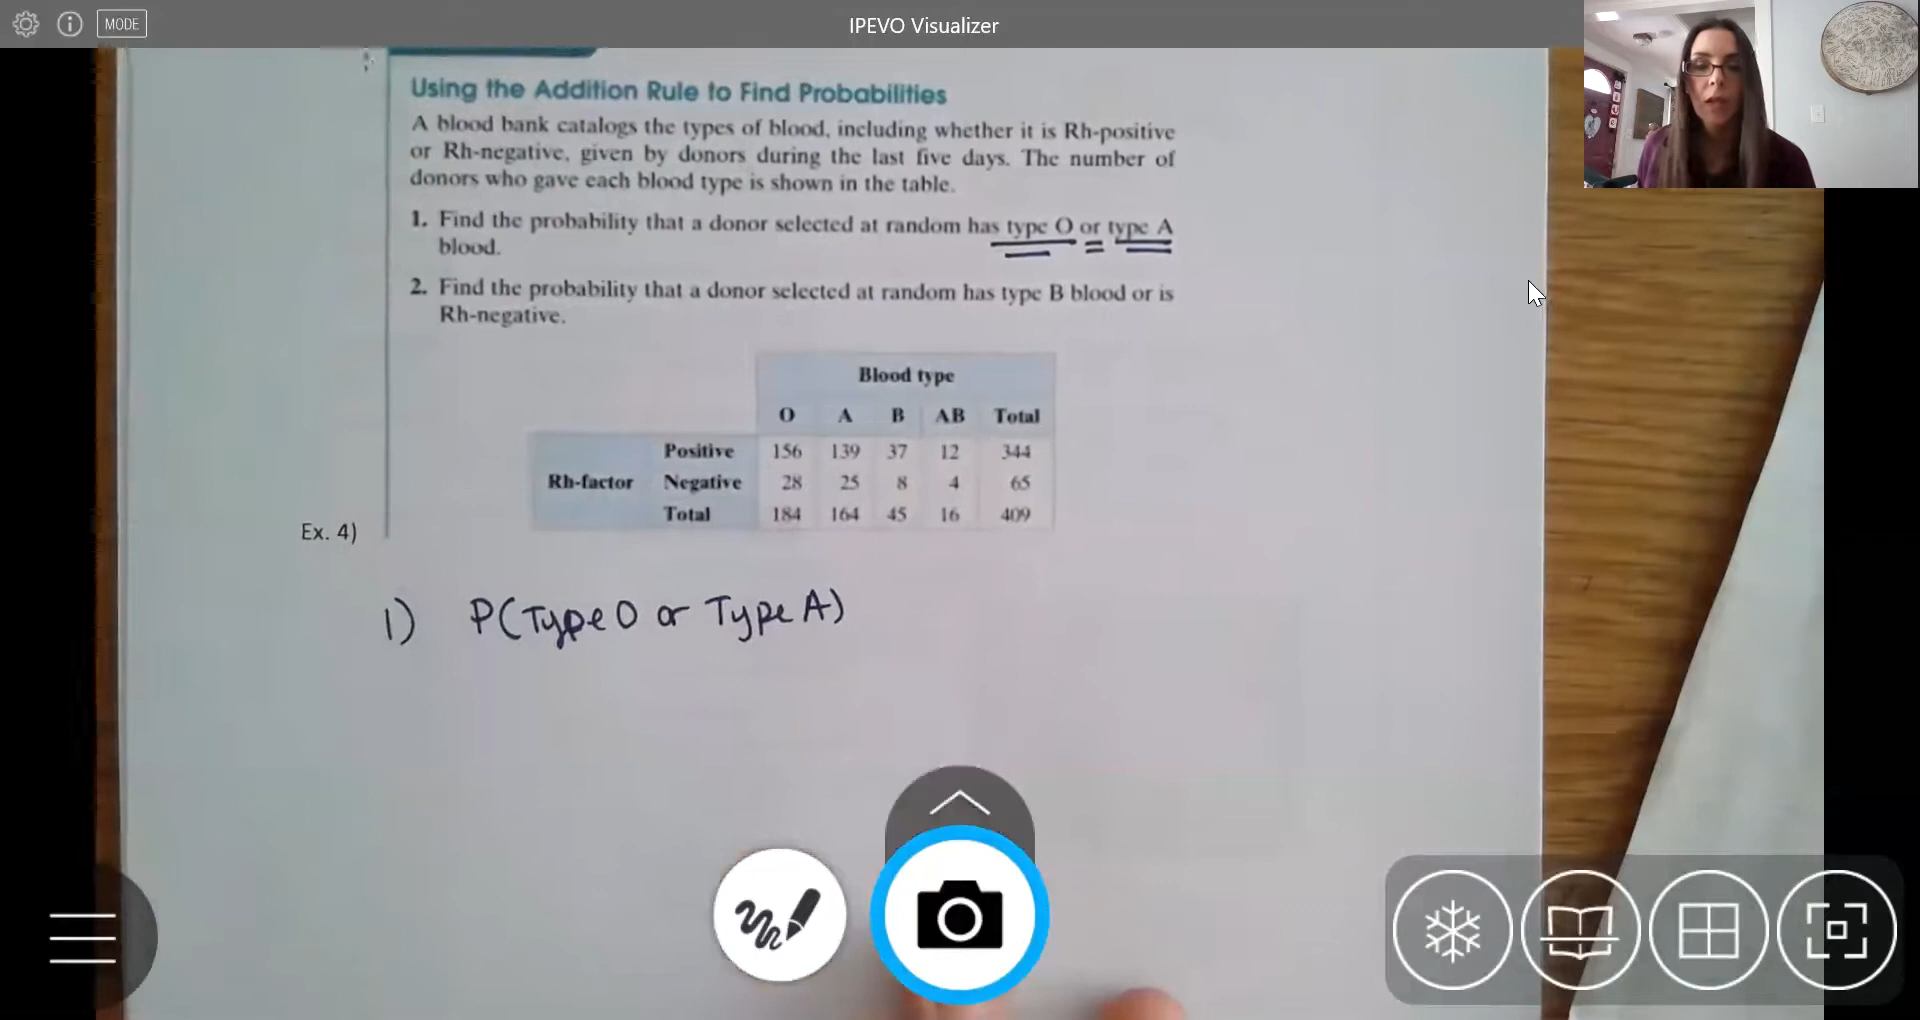 MODE
IPEVO Visualizer
Using the Addition Rule to Find Probabilities
A blood bank catalogs the types of blood, including whether it is Rh-positive
or Rh-negative, given by donors during the last five days. The number of
donors who gave each blood type is shown in the table.
1. Find the probability that a donor selected at random has type O or type A
blood.
2. Find the probability that a donor selected at random has type B blood or is
Rh-negative.
Blood type
O A B AB Total
Positive 156 139 37 12 344
Rh-factor Negative 28 25 8 4 65
Total 184 164 45 16 409
Ex. 4)
1) P(Type O or Type A)